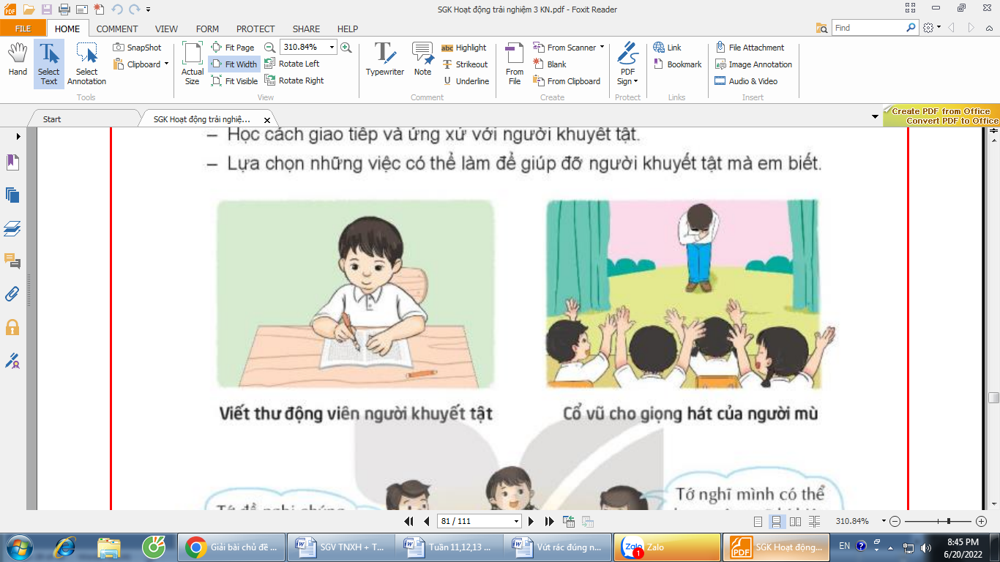 SGK Hoạt động trải nghiệm 3 KN.pdf - Foxit Reader
FILE HOME COMMENT VIEW FORM PROTECT SHARE HELP
Find
Hand
Select Text
Select Annotation
SnapShot
Clipboard
Tools
Actual Size
Fit Page
Fit Width
Fit Visible
310.84%
Rotate Left
Rotate Right
View
Typewriter
Note
Highlight
Strikeout
Underline
Comment
From File
From Scanner
Blank
From Clipboard
Create
PDF Sign
Protect
Link
Bookmark
Links
File Attachment
Image Annotation
Audio & Video
Insert
Start
SGK Hoạt động trải nghiệ...
Create PDF from Office
Convert PDF to Office
– Học cách giao tiếp và ứng xử với người khuyết tật.
– Lựa chọn những việc có thể làm để giúp đỡ người khuyết tật mà em biết.
Viết thư động viên người khuyết tật
Cổ vũ cho giọng hát của người mù
Tớ đề nghị chúng
Tớ nghĩ mình có thể
81 / 111
310.84%
Giải bài chủ đề ...
SGV TNXH + T...
Tuần 11,12,13 ...
Vứt rác đúng n...
Zalo
1
Zalo
SGK Hoạt động...
EN
8:45 PM
6/20/2022